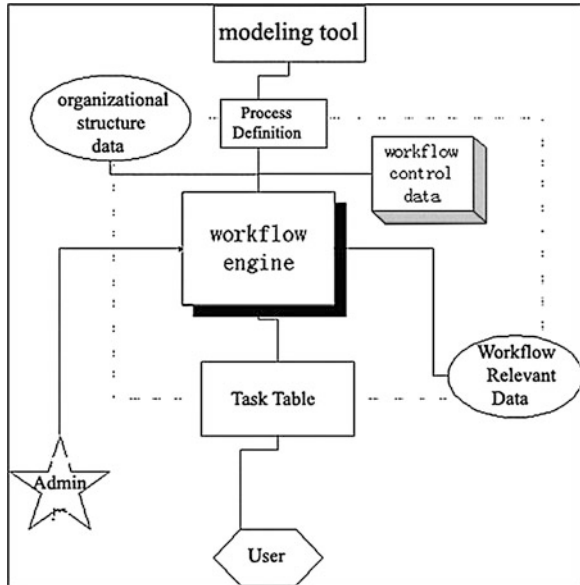 modeling tool
organizational
structure
data
Process
Definition
workflow
control
data
workflow
engine
Workflow
Relevant
Data
Task Table
Admin
User